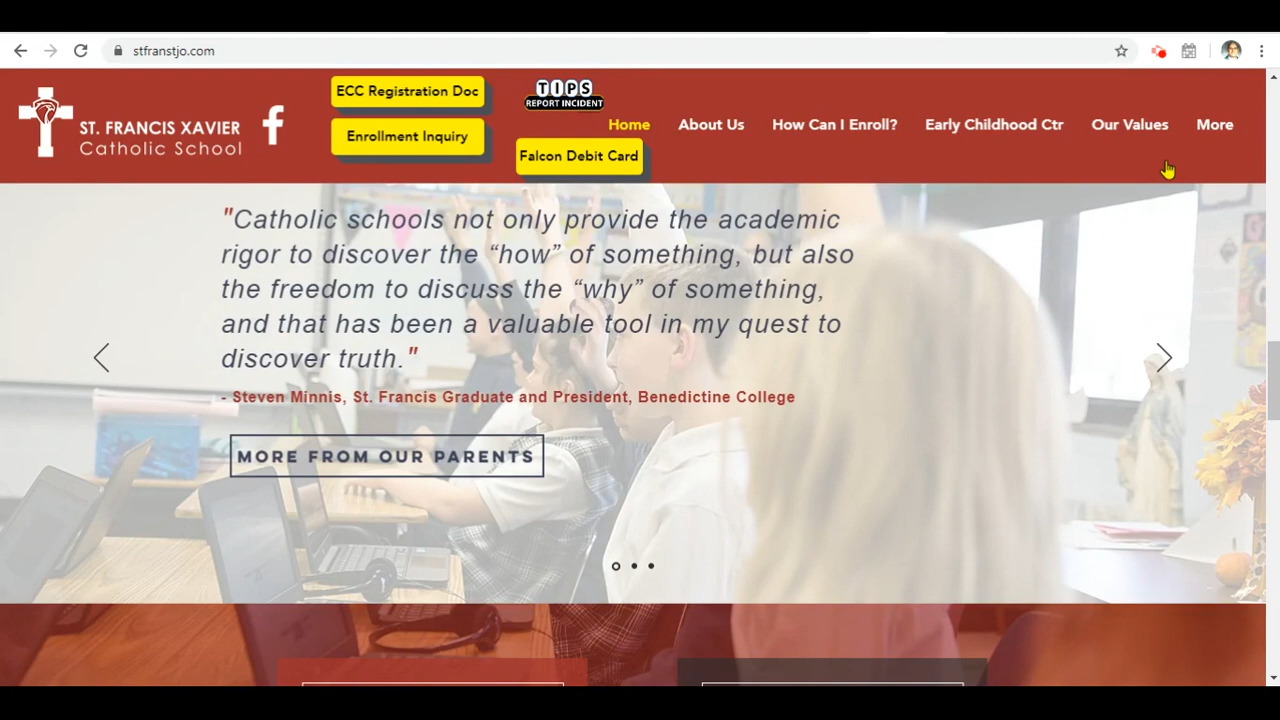 stfranstjo.com
ST. FRANCIS XAVIER
Catholic School
ECC Registration Doc
Enrollment Inquiry
TIPS
REPORT INCIDENT
Falcon Debit Card
Home
About Us
How Can I Enroll?
Early Childhood Ctr
Our Values
More
"Catholic schools not only provide the academic
rigor to discover the “how” of something, but also
the freedom to discuss the “why” of something,
and that has been a valuable tool in my quest to
discover truth."
- Steven Minnis, St. Francis Graduate and President, Benedictine College
MORE FROM OUR PARENTS